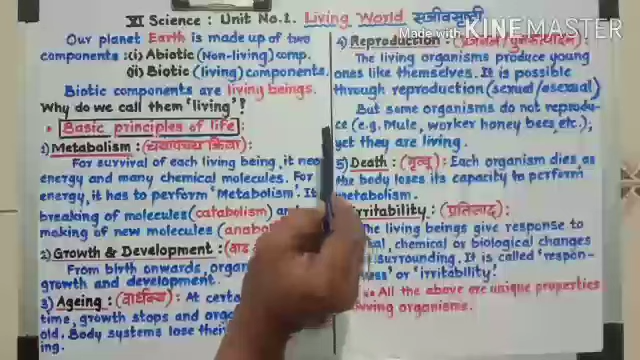 XI Science : Unit No.1. Living World सजीवसृष्टी
Made with KINEMASTER
Our planet Earth is made up of two
components : (i) Abiotic (Non-living) comp.
(ii) Biotic (living) components.
Biotic components are living beings.
Why do we call them 'living'!
Basic principles of life
1) Metabolism : (चयापचय क्रिया)
For survival of each living being, it
energy and many chemical molecules. For
energy, it has to perform 'Metabolism'. It
breaking of molecules (catabolism)
making of new molecules
2) Growth & Development : (वाढ
From birth onwards,
growth and development.
3) Ageing : (वार्धक्य) : At
time, growth stops and
old. Body systems lose
ing.
4) Reproduction :
The living organisms produce young
ones like themselves. It is possible
through reproduction (sexual/asexual)
But some organisms do not reprodu-
ce (e.g. Mule, worker honey bees, etc.);
yet they are living.
5) Death : (मृत्यू) : Each organism dies as
the body loses its capacity to perform
metabolism.
Irritability : (प्रतिसाद) :
The living beings give response to
chemical or biological changes
surrounding. It is called 'respon-
or 'irritability'.
All the above are unique properties
living organisms.